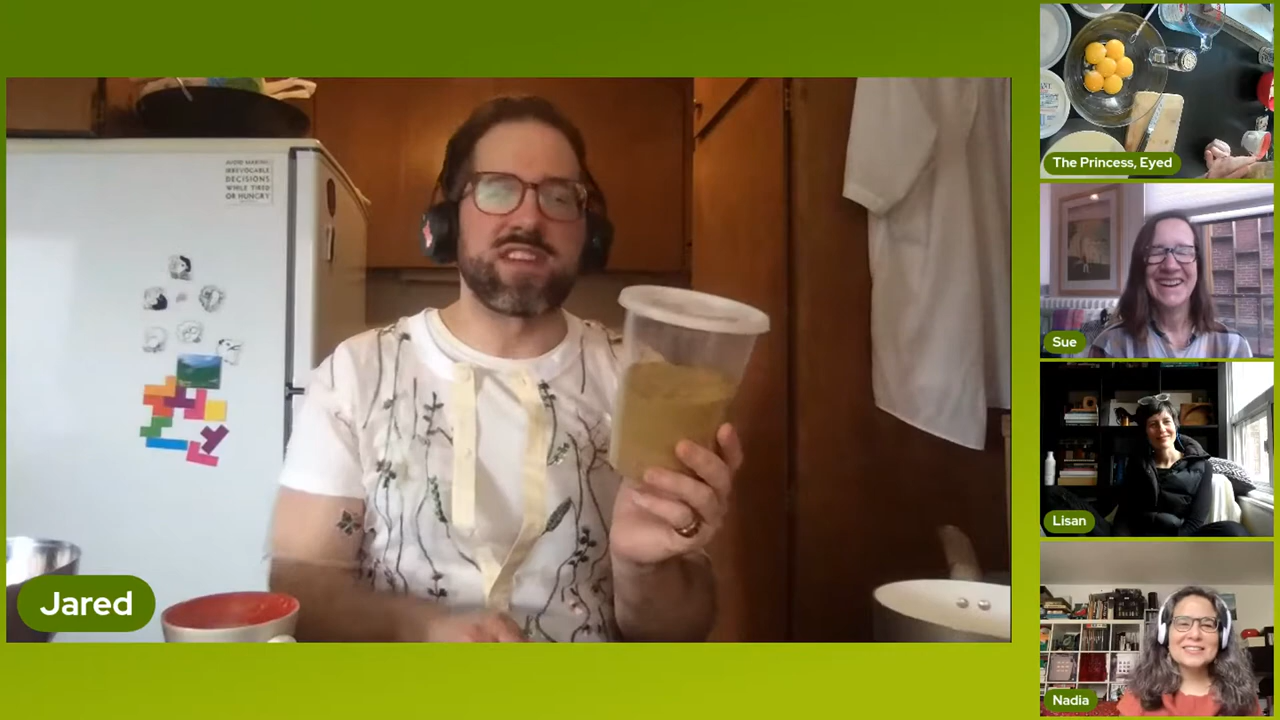 AVOID MAKING
IRREVOCABLE
DECISIONS
WHILE TIRED
OR HUNGRY
Jared
The Princess, Eyed
Sue
Lisan
Nadia